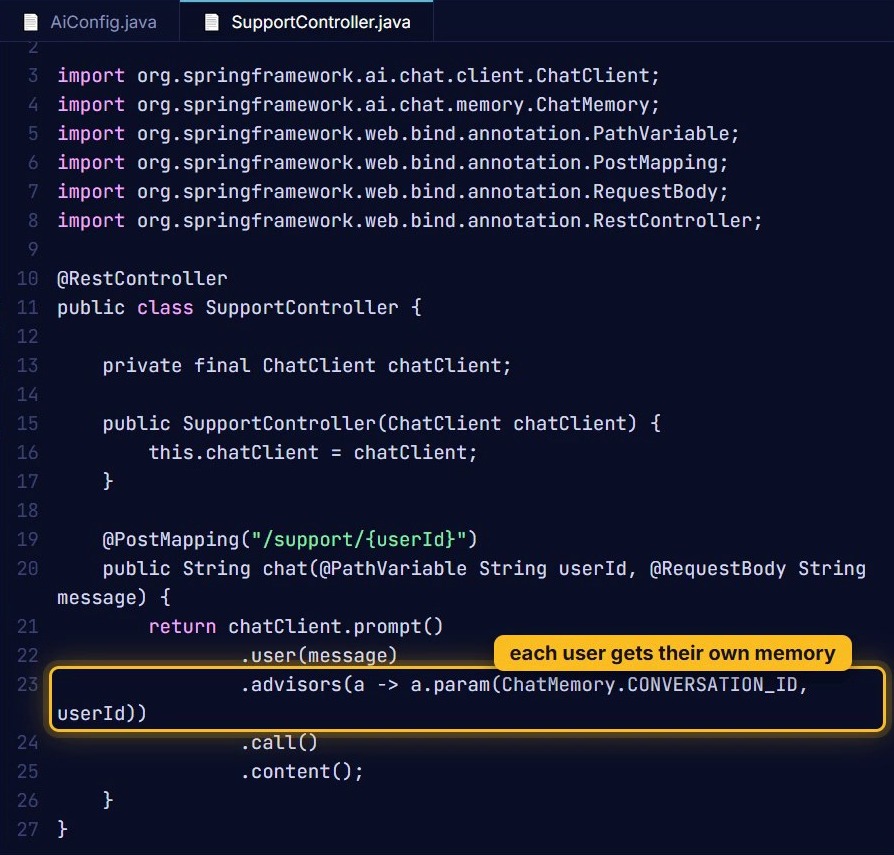 AiConfig.java
SupportController.java
2
3 import org.springframework.ai.chat.client.ChatClient;
4 import org.springframework.ai.chat.memory.ChatMemory;
5 import org.springframework.web.bind.annotation.PathVariable;
6 import org.springframework.web.bind.annotation.PostMapping;
7 import org.springframework.web.bind.annotation.RequestBody;
8 import org.springframework.web.bind.annotation.RestController;
9
10 @RestController
11 public class SupportController {
12
13     private final ChatClient chatClient;
14
15     public SupportController(ChatClient chatClient) {
16         this.chatClient = chatClient;
17     }
18
19     @PostMapping("/support/{userId}")
20     public String chat(@PathVariable String userId, @RequestBody String
message) {
21         return chatClient.prompt()
22                 .user(message)
each user gets their own memory
23                 .advisors(a -> a.param(ChatMemory.CONVERSATION_ID,
userId))
24                 .call()
25                 .content();
26     }
27 }